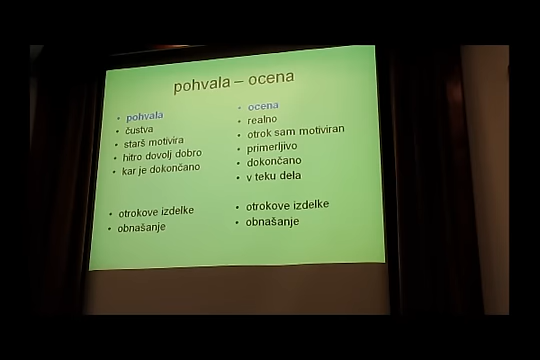 pohvala – ocena
• pohvala
• čustva
• starš motivira
• hitro dovolj dobro
• kar je dokončano
• otrokove izdelke
• obnašanje
• ocena
• realno
• otrok sam motiviran
• primerljivo
• dokončano
• v teku dela
• otrokove izdelke
• obnašanje